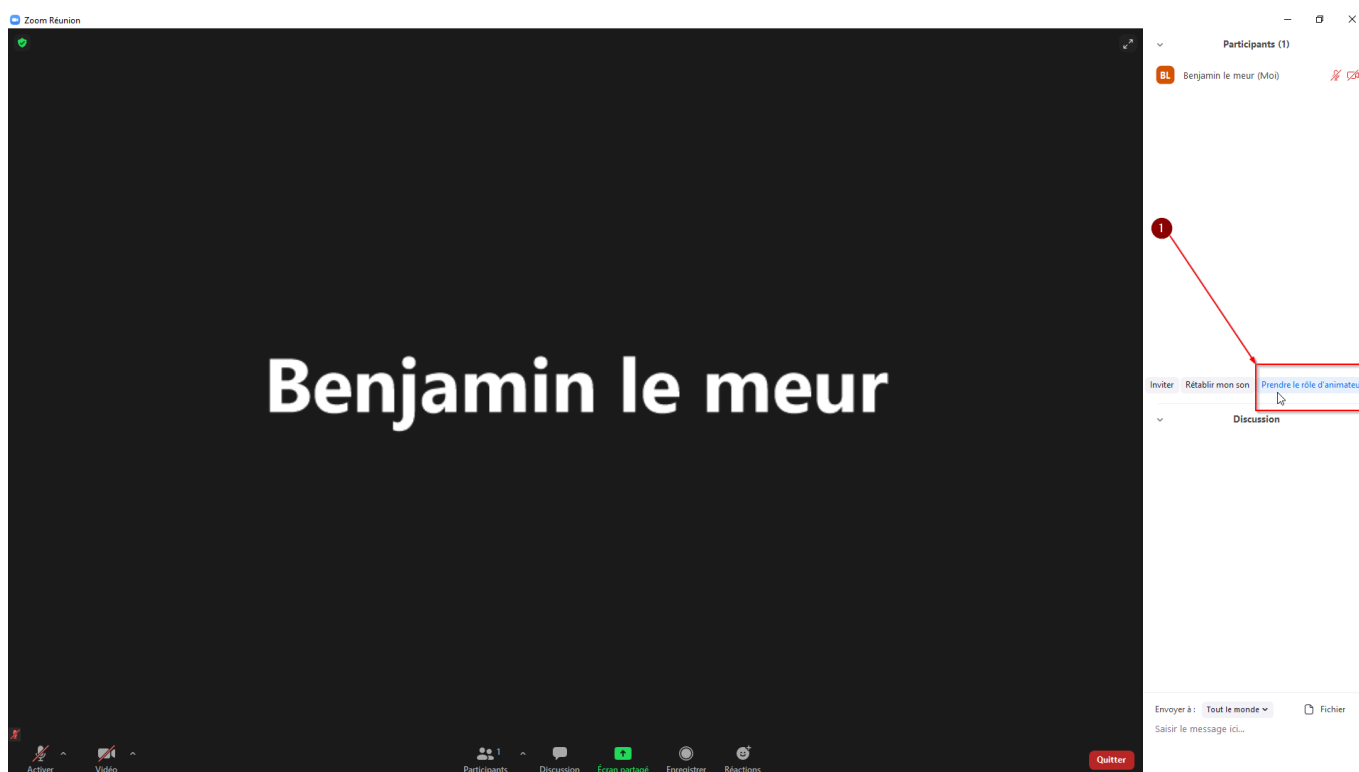 Zoom Réunion
Participants (1)
BL Benjamin le meur (Moi)
1
Benjamin le meur
Inviter Rétablir mon son Prendre le rôle d'animateu
Discussion
Envoyer à : Tout le monde Fichier
Saisir le message ici...
1
Activer Vidéo Participants Discussion Écran partagé Enregistrer Réactions Quitter